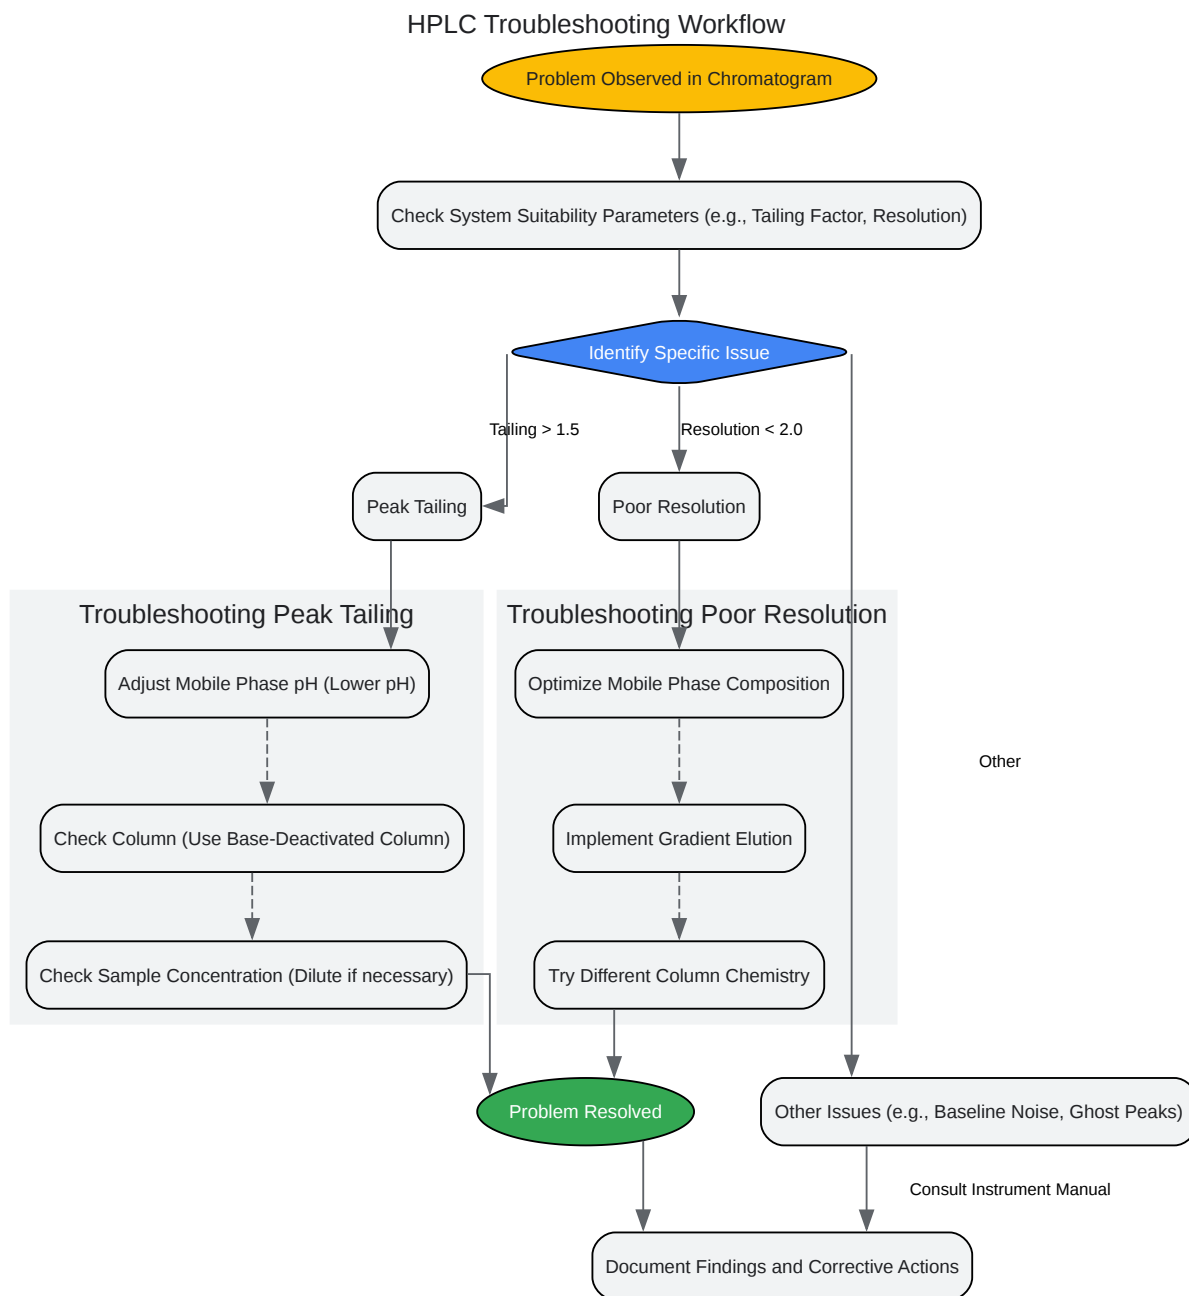 HPLC Troubleshooting Workflow
Problem Observed in Chromatogram
Check System Suitability Parameters (e.g., Tailing Factor, Resolution)
Identify Specific Issue
Tailing > 1.5
Resolution < 2.0
Peak Tailing
Poor Resolution
Troubleshooting Peak Tailing
Troubleshooting Poor Resolution
Adjust Mobile Phase pH (Lower pH)
Optimize Mobile Phase Composition
Other
Check Column (Use Base-Deactivated Column)
Implement Gradient Elution
Check Sample Concentration (Dilute if necessary)
Try Different Column Chemistry
Problem Resolved
Other Issues (e.g., Baseline Noise, Ghost Peaks)
Consult Instrument Manual
Document Findings and Corrective Actions